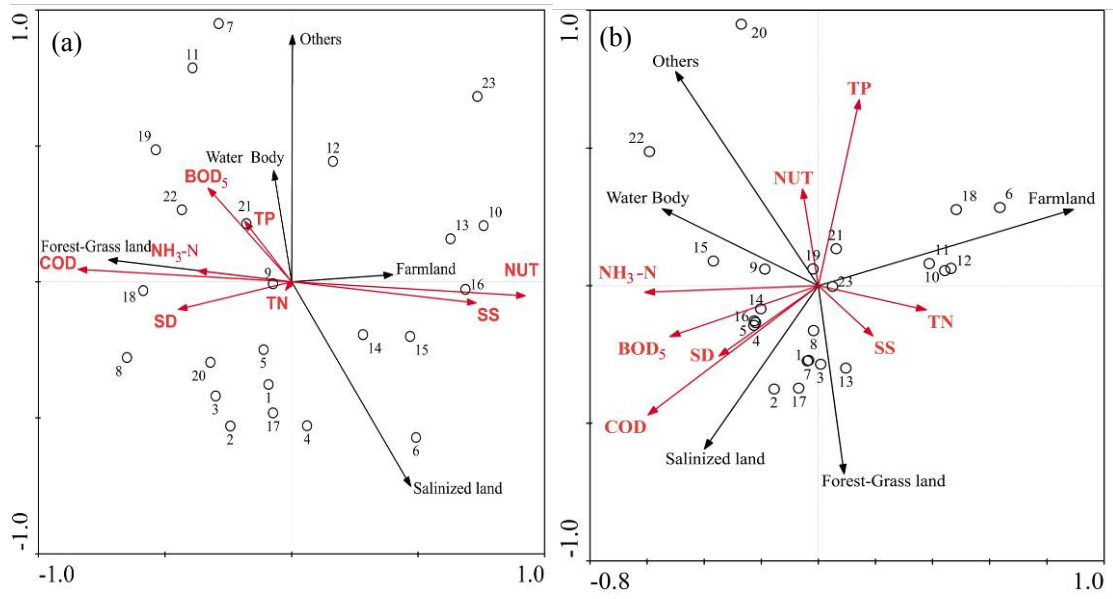 1.0
(a)
7
11
Others
23
19
12
Water Body
BOD5
22
21
TP
10
13
Forest-Grass land
NH3-N
COD
Farmland
NUT
9
16
18
TN
SS
SD
14
15
8
5
20
1
3
2
17
4
6
Salinized land
-1.0
-1.0
1.0
1.0
(b)
20
Others
TP
22
NUT
Water Body
18
6
Farmland
21
15
9
19
11
12
10
NH3-N
23
14
16
5
4
TN
BOD5
SD
8
SS
1
7
3
13
2
17
COD
Salinized land
Forest-Grass land
-1.0
-0.8
1.0